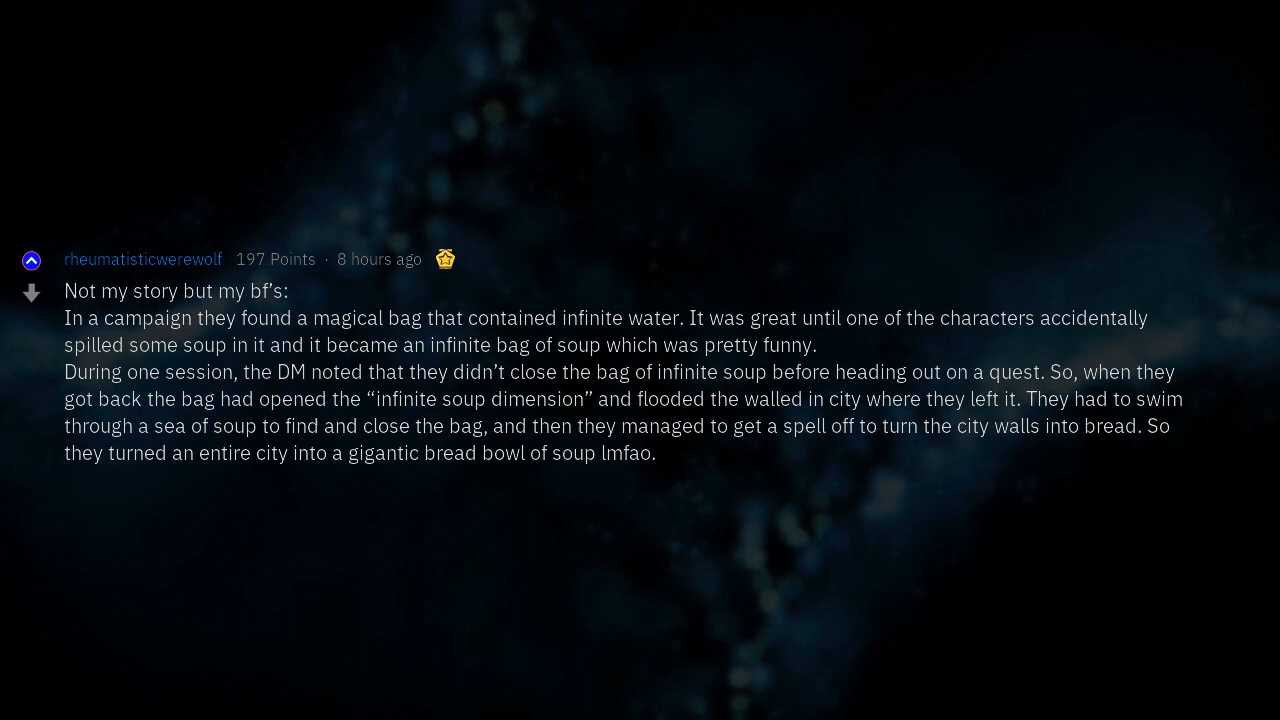 rheumatisticwerewolf 197 Points · 8 hours ago
Not my story but my bf’s:
In a campaign they found a magical bag that contained infinite water. It was great until one of the characters accidentally
spilled some soup in it and it became an infinite bag of soup which was pretty funny.
During one session, the DM noted that they didn’t close the bag of infinite soup before heading out on a quest. So, when they
got back the bag had opened the “infinite soup dimension” and flooded the walled in city where they left it. They had to swim
through a sea of soup to find and close the bag, and then they managed to get a spell off to turn the city walls into bread. So
they turned an entire city into a gigantic bread bowl of soup lmfao.